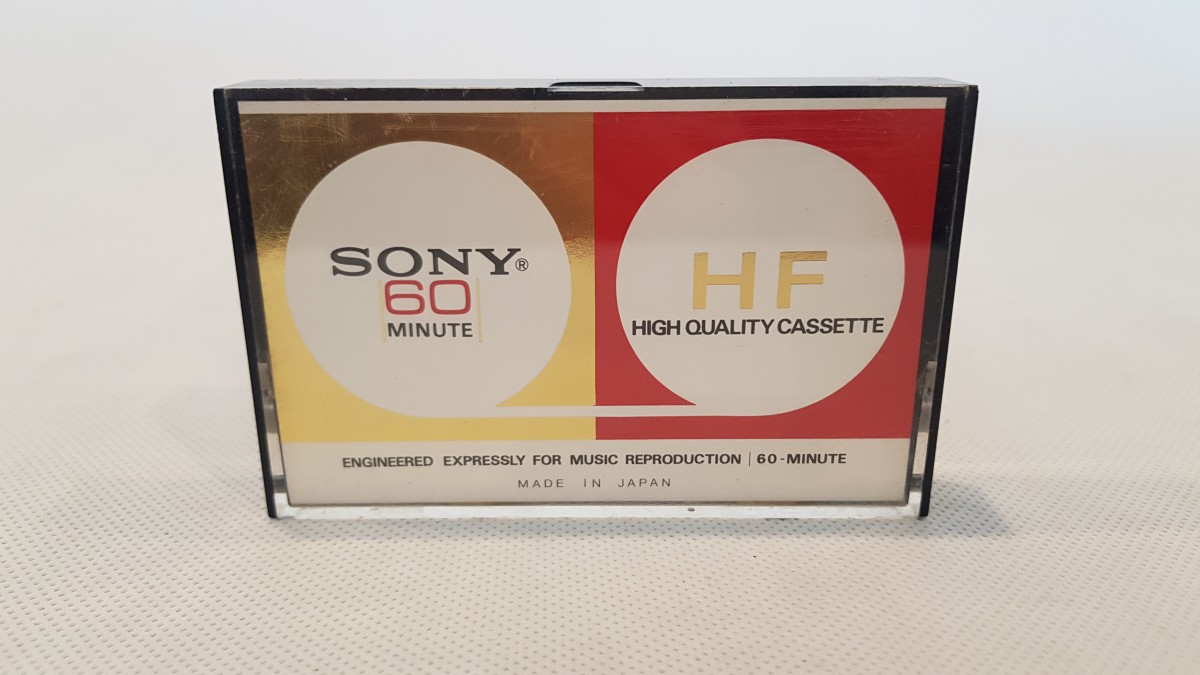 SONY®
60
MINUTE
HF
HIGH QUALITY CASSETTE
ENGINEERED EXPRESSLY FOR MUSIC REPRODUCTION | 60-MINUTE
MADE IN JAPAN